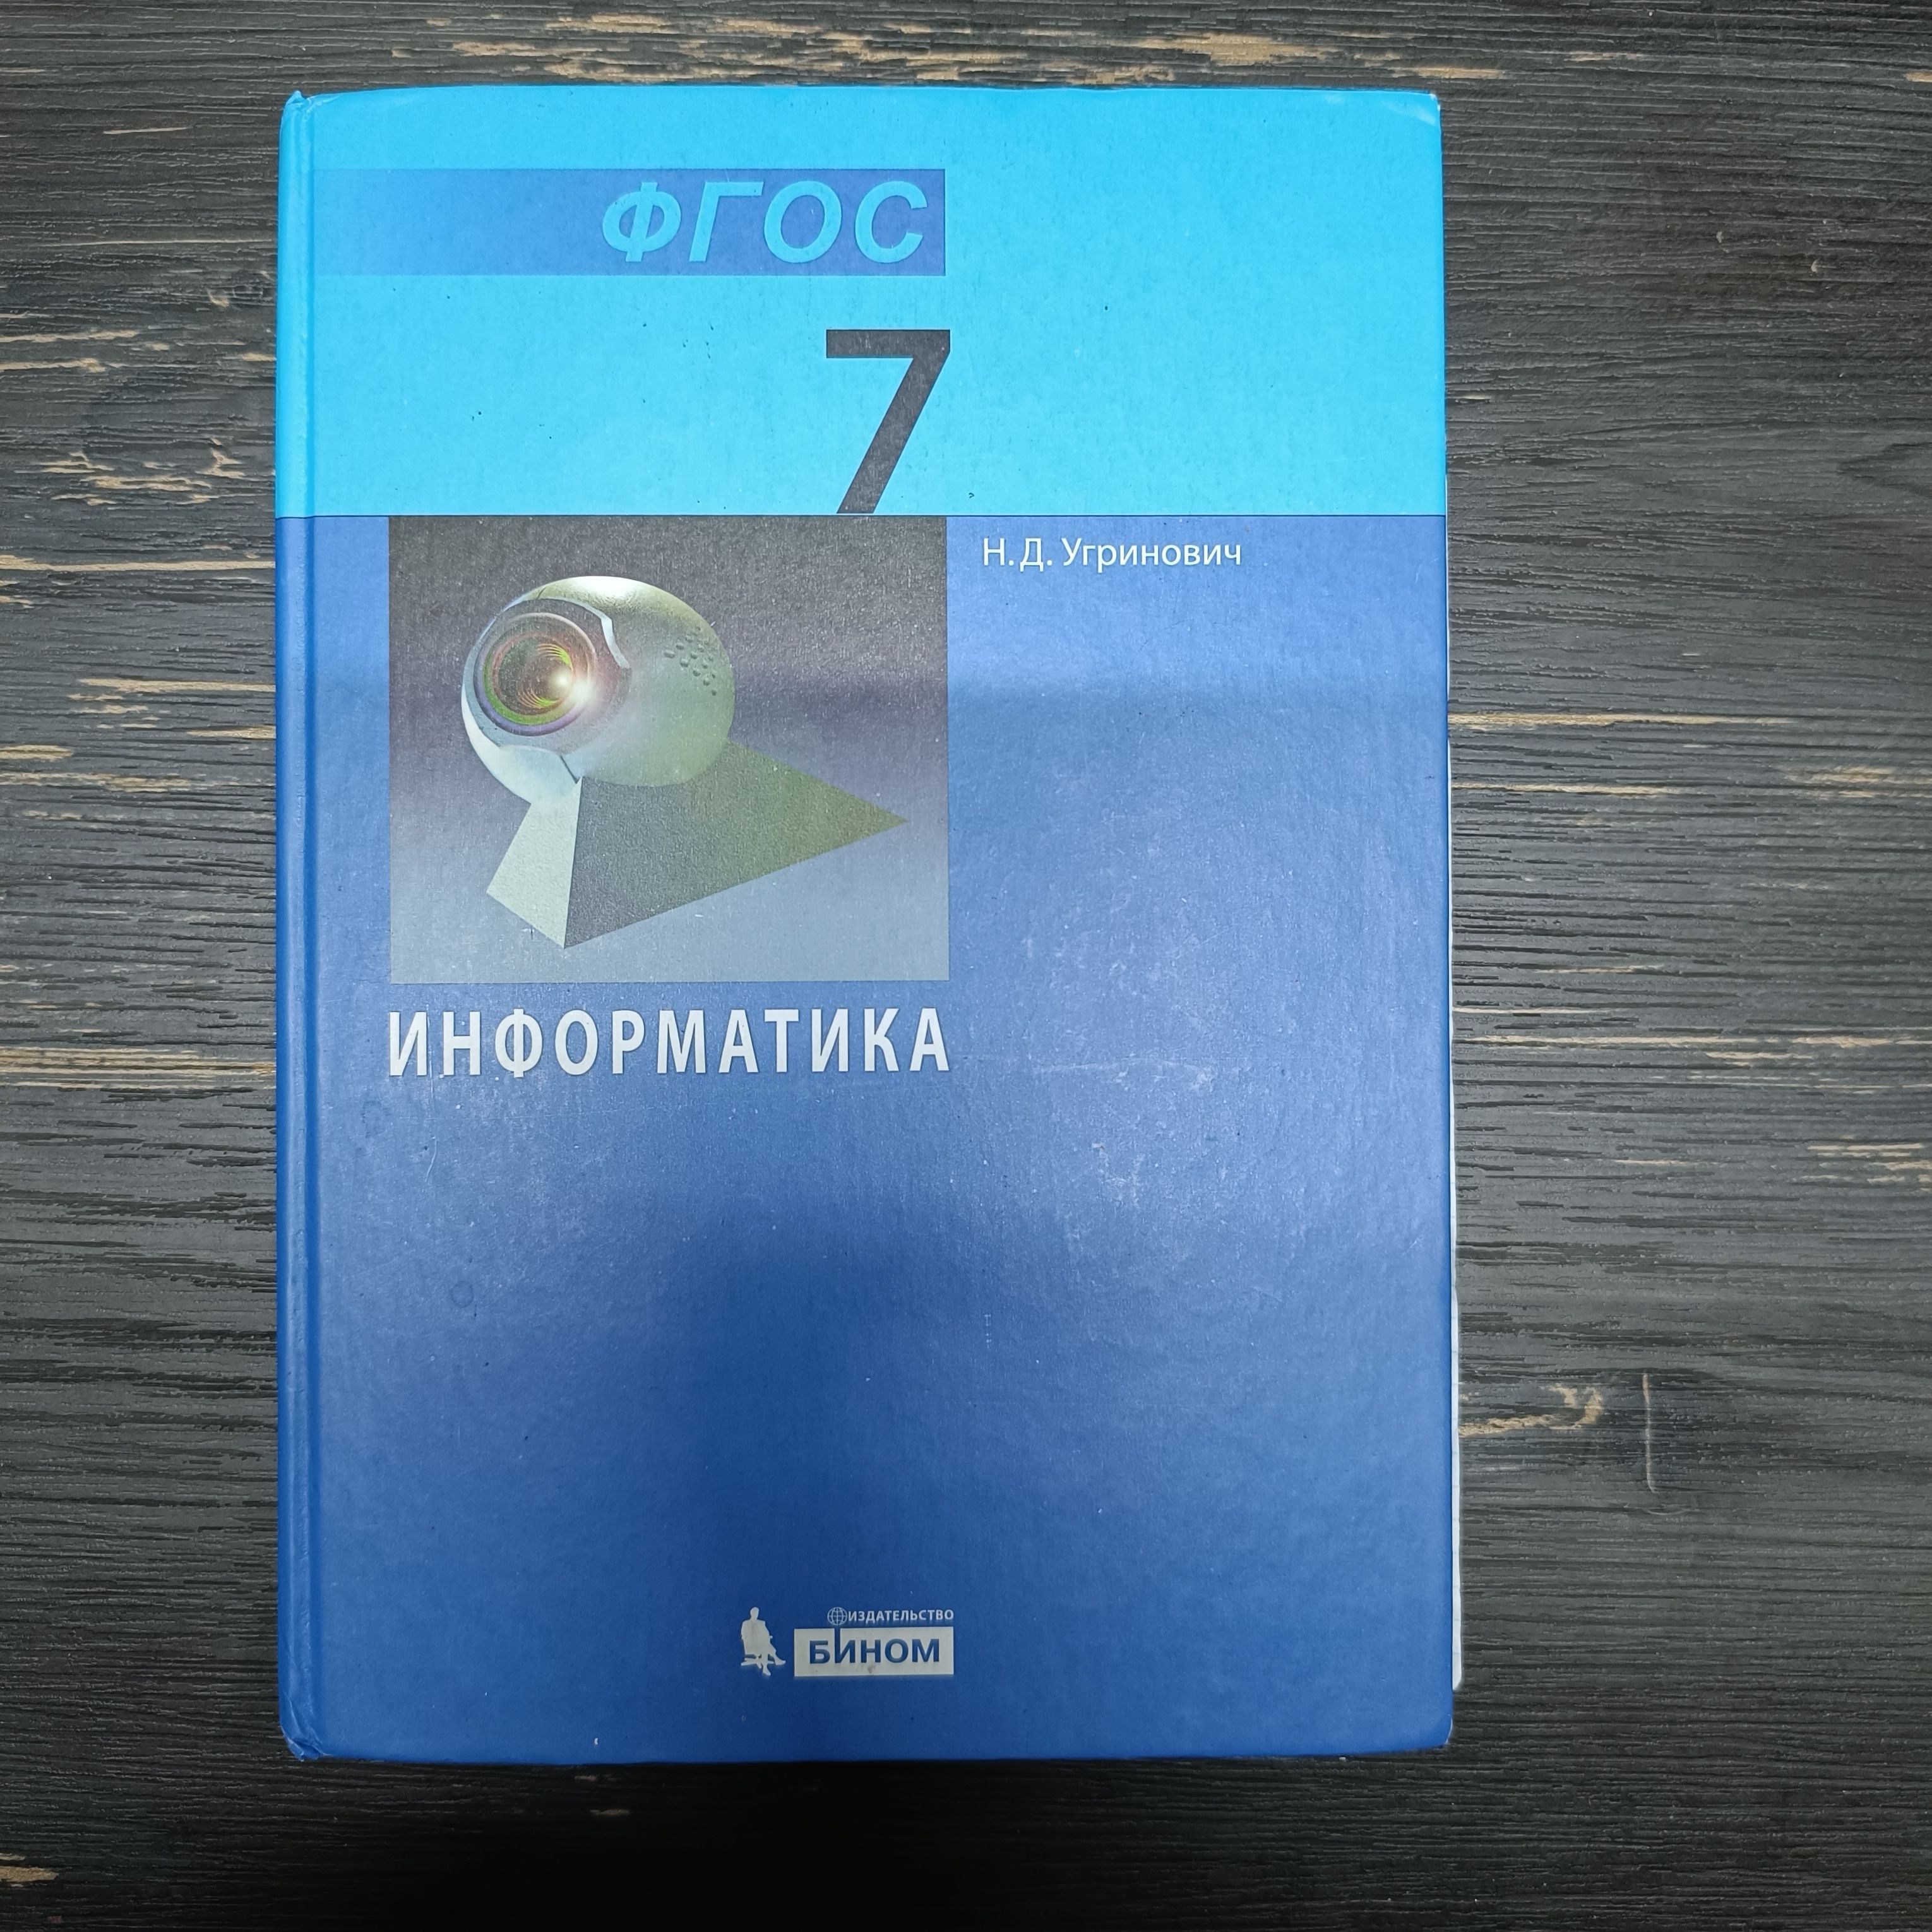 ФГОС
7
Н.Д. Угринович
ИНФОРМАТИКА
ИЗДАТЕЛЬСТВО
БИНОМ